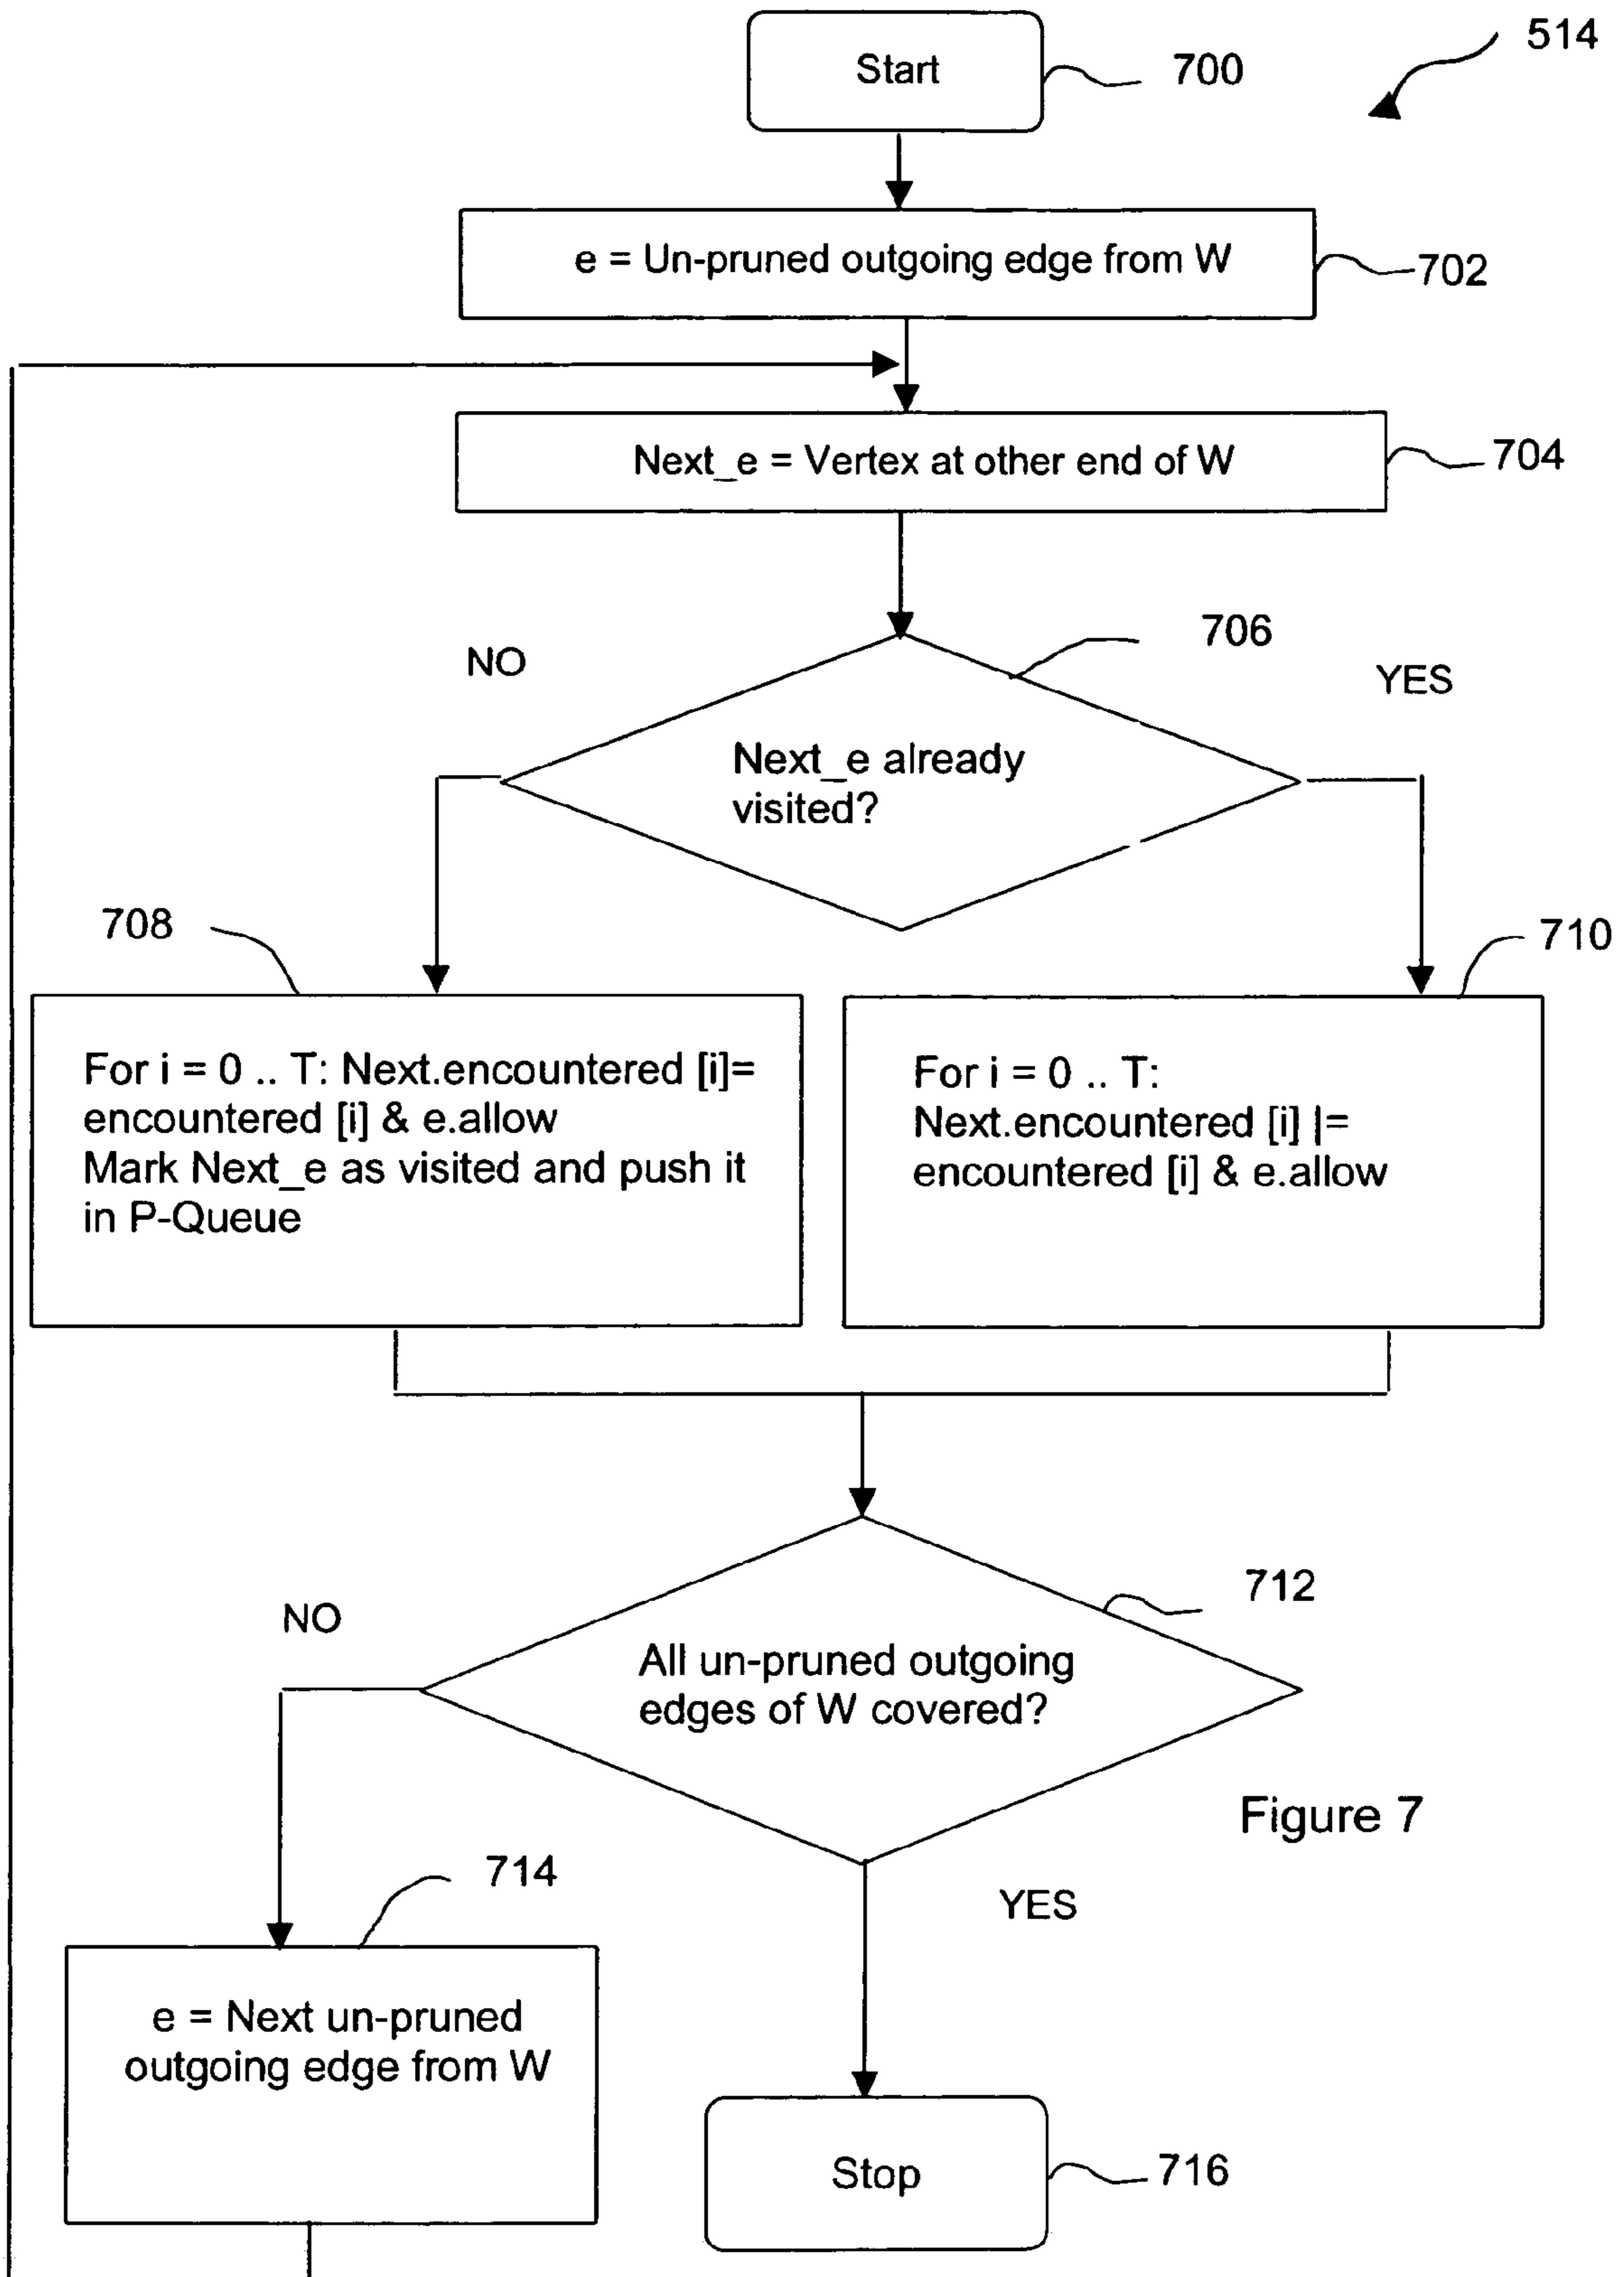 514
Start
700
e = Un-pruned outgoing edge from W
702
Next_e = Vertex at other end of W
704
706
NO
YES
Next_e already
visited?
708
710
For i = 0 .. T: Next.encountered [i]=
encountered [i] & e.allow
Mark Next_e as visited and push it
in P-Queue
For i = 0 .. T:
Next.encountered [i] |=
encountered [i] & e.allow
712
NO
All un-pruned outgoing
edges of W covered?
Figure 7
714
YES
e = Next un-pruned
outgoing edge from W
Stop
716